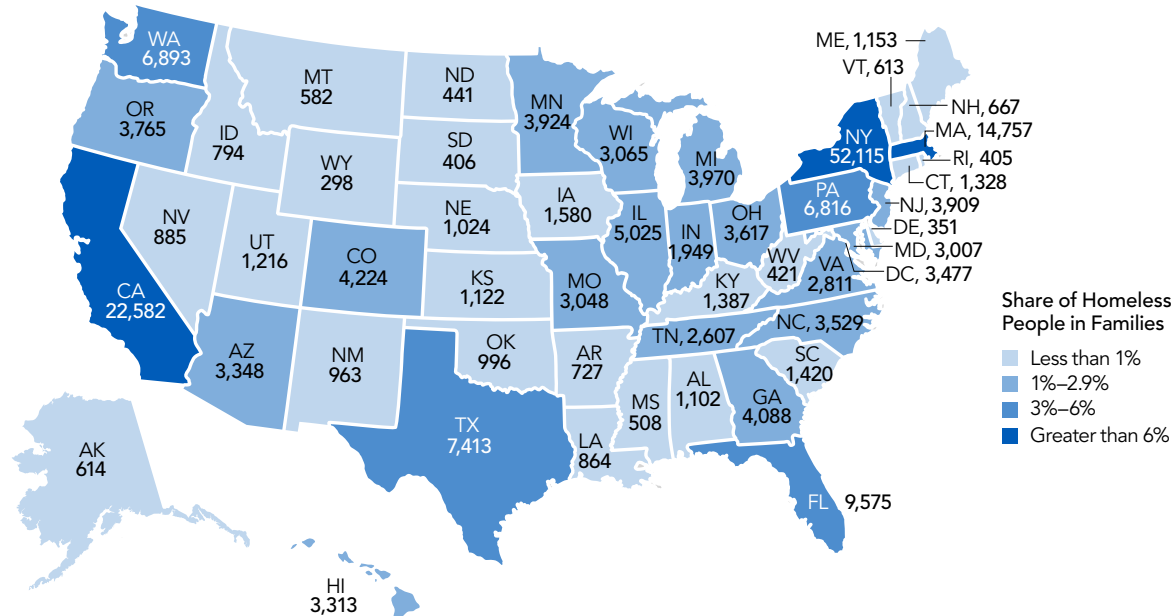 WA
6,893
MT
582
ND
441
MN
3,924
ME, 1,153
VT, 613
NH, 667
MA, 14,757
RI, 405
CT, 1,328
NJ, 3,909
DE, 351
MD, 3,007
DC, 3,477
OR
3,765
ID
794
WY
298
SD
406
WI
3,065
MI
3,970
NY
52,115
PA
6,816
NV
885
UT
1,216
CO
4,224
NE
1,024
IA
1,580
IL
5,025
IN
1,949
OH
3,617
WV
421
VA
2,811
CA
22,582
KS
1,122
MO
3,048
KY
1,387
NC, 3,529
TN, 2,607
AZ
3,348
NM
963
OK
996
AR
727
SC
1,420
MS
508
AL
1,102
GA
4,088
TX
7,413
LA
864
FL 9,575
AK
614
HI
3,313
Share of Homeless
People in Families
Less than 1%
1%–2.9%
3%–6%
Greater than 6%